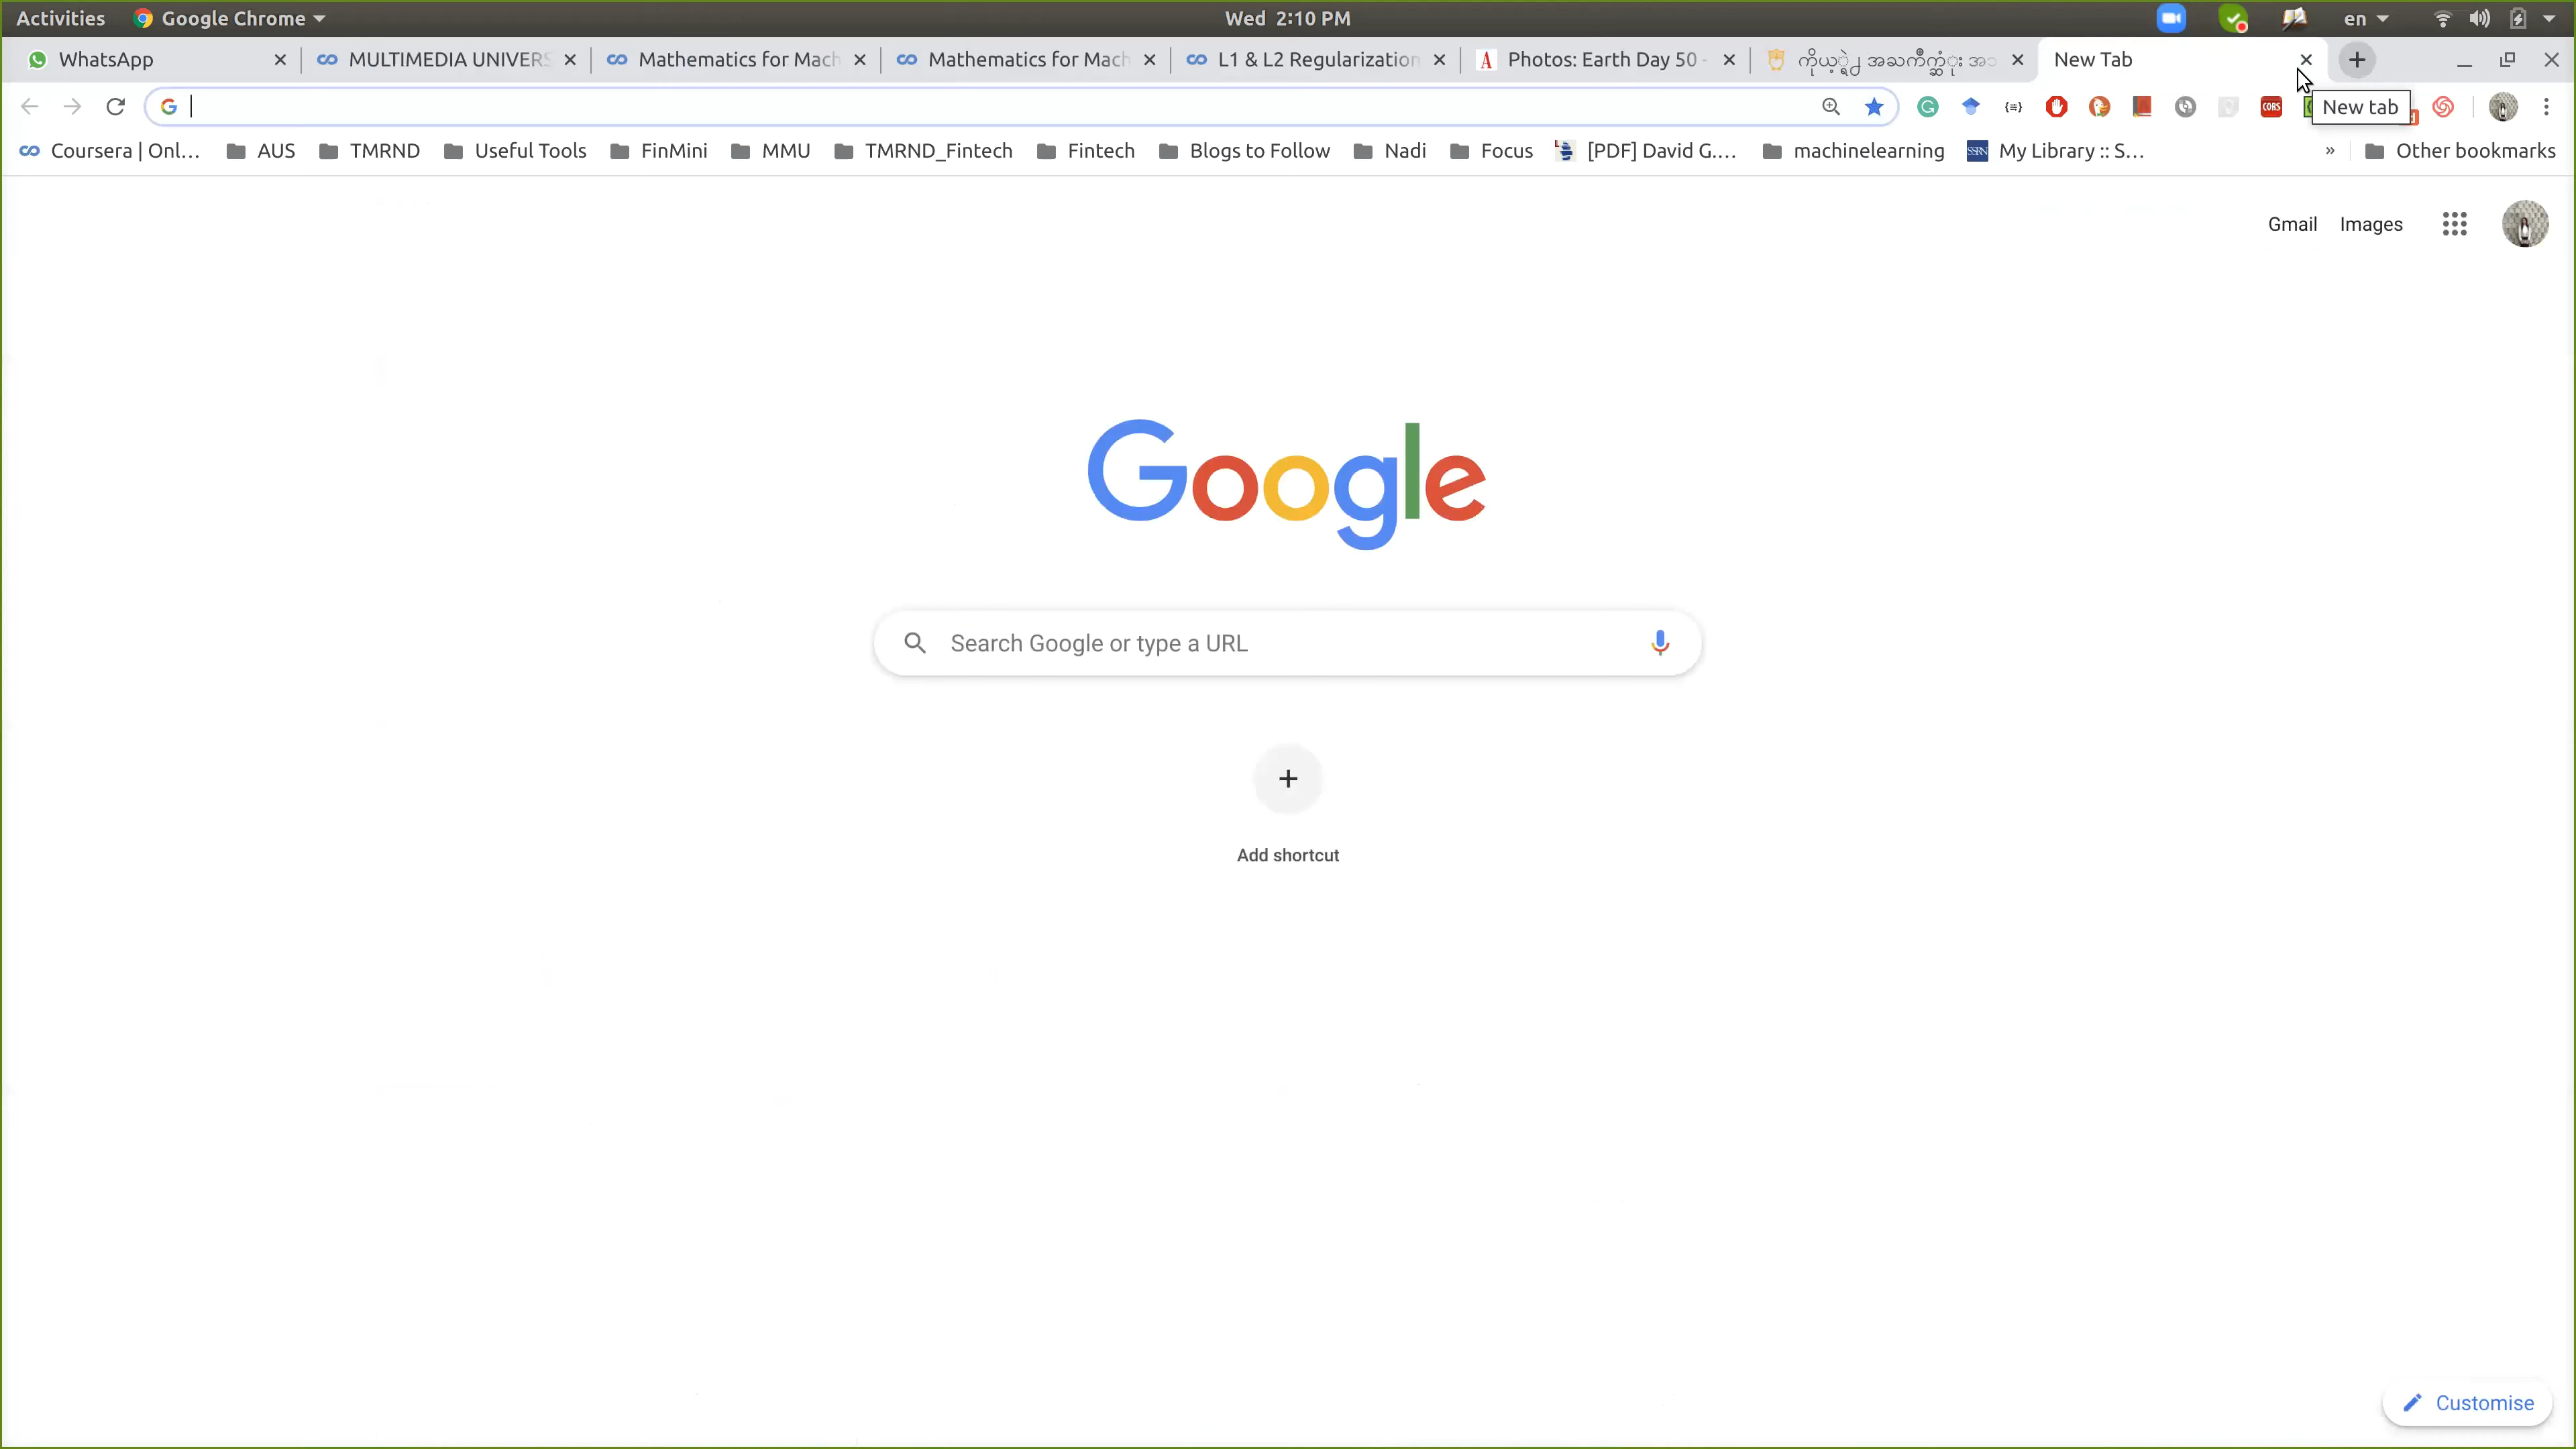 Activities Google Chrome Wed 2:10 PM en
WhatsApp MULTIMEDIA UNIVERS Mathematics for Mach Mathematics for Mach L1 & L2 Regularization Photos: Earth Day 50 - New Tab
New tab
Coursera | Onl... AUS TMRND Useful Tools FinMini MMU TMRND_Fintech Fintech Blogs to Follow Nadi Focus [PDF] David G.... machinelearning SSRN My Library :: S... » Other bookmarks
Gmail Images
Google
Search Google or type a URL
Add shortcut
Customise